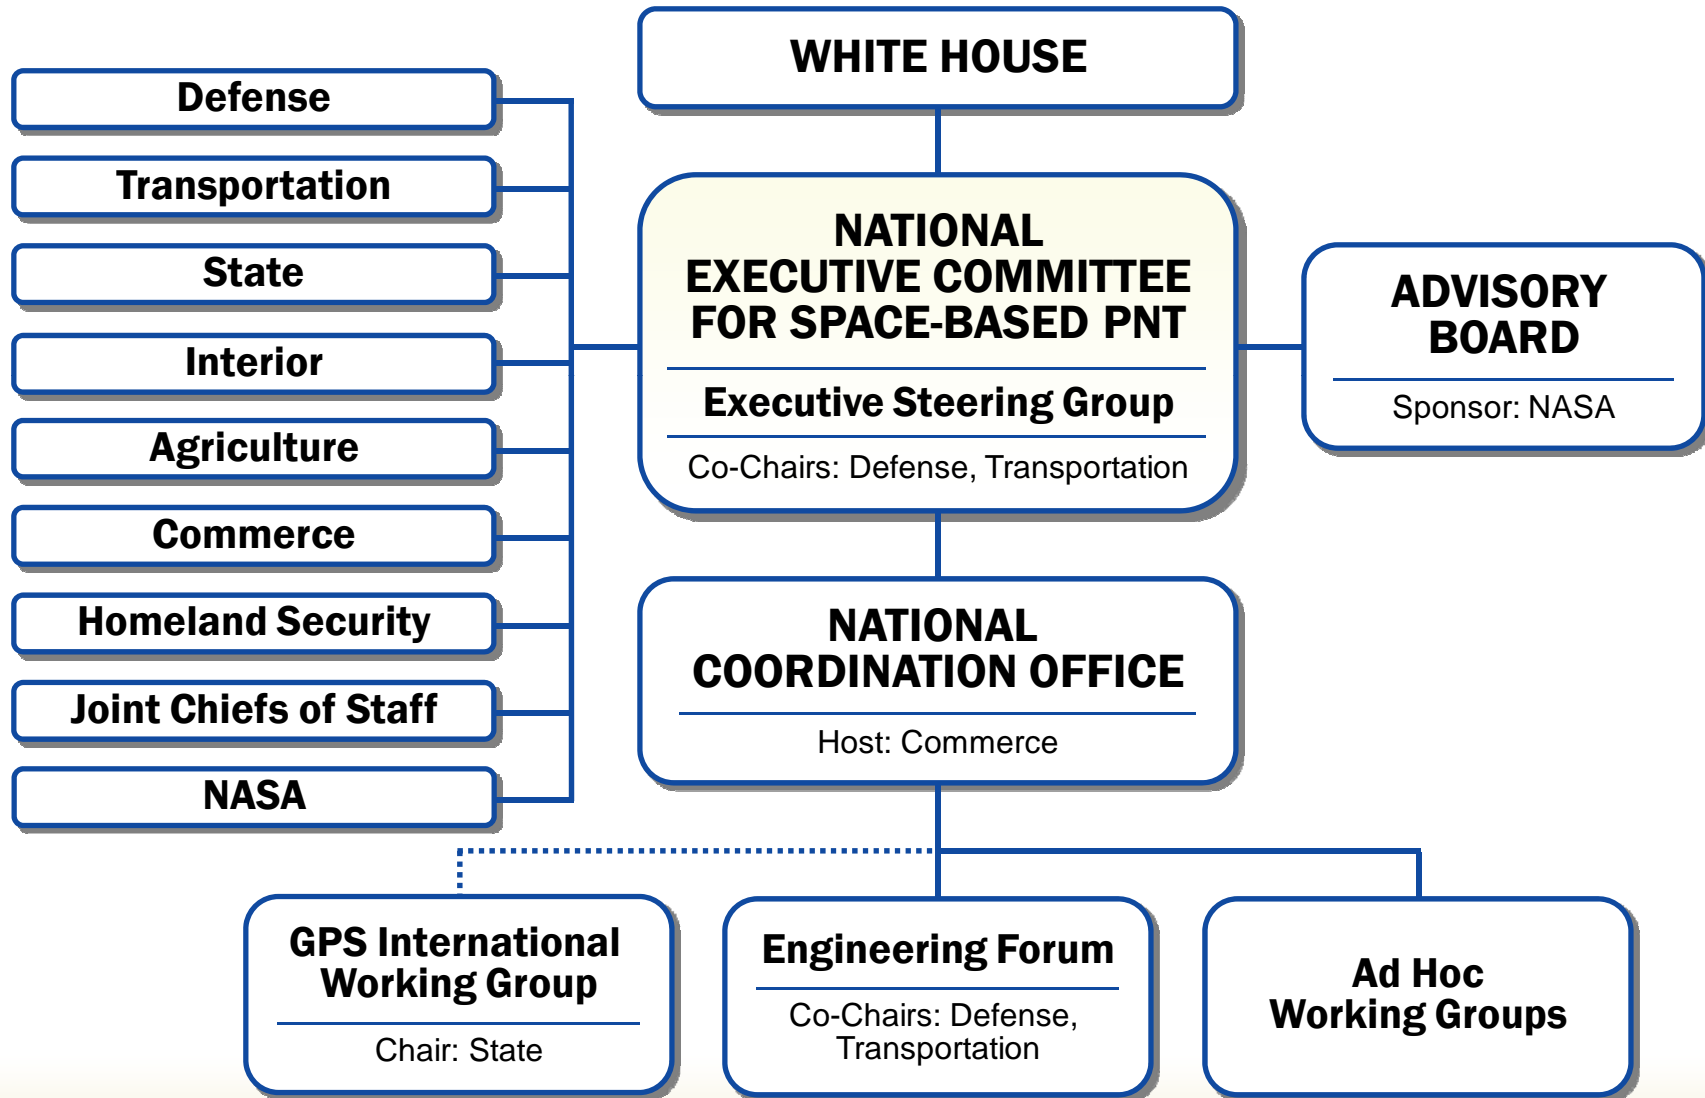 WHITE HOUSE
Defense
Transportation
State
Interior
Agriculture
Commerce
Homeland Security
Joint Chiefs of Staff
NASA
NATIONAL
EXECUTIVE COMMITTEE
FOR SPACE-BASED PNT
Executive Steering Group
Co-Chairs: Defense, Transportation
ADVISORY
BOARD
Sponsor: NASA
NATIONAL
COORDINATION OFFICE
Host: Commerce
GPS International
Working Group
Chair: State
Engineering Forum
Co-Chairs: Defense,
Transportation
Ad Hoc
Working Groups